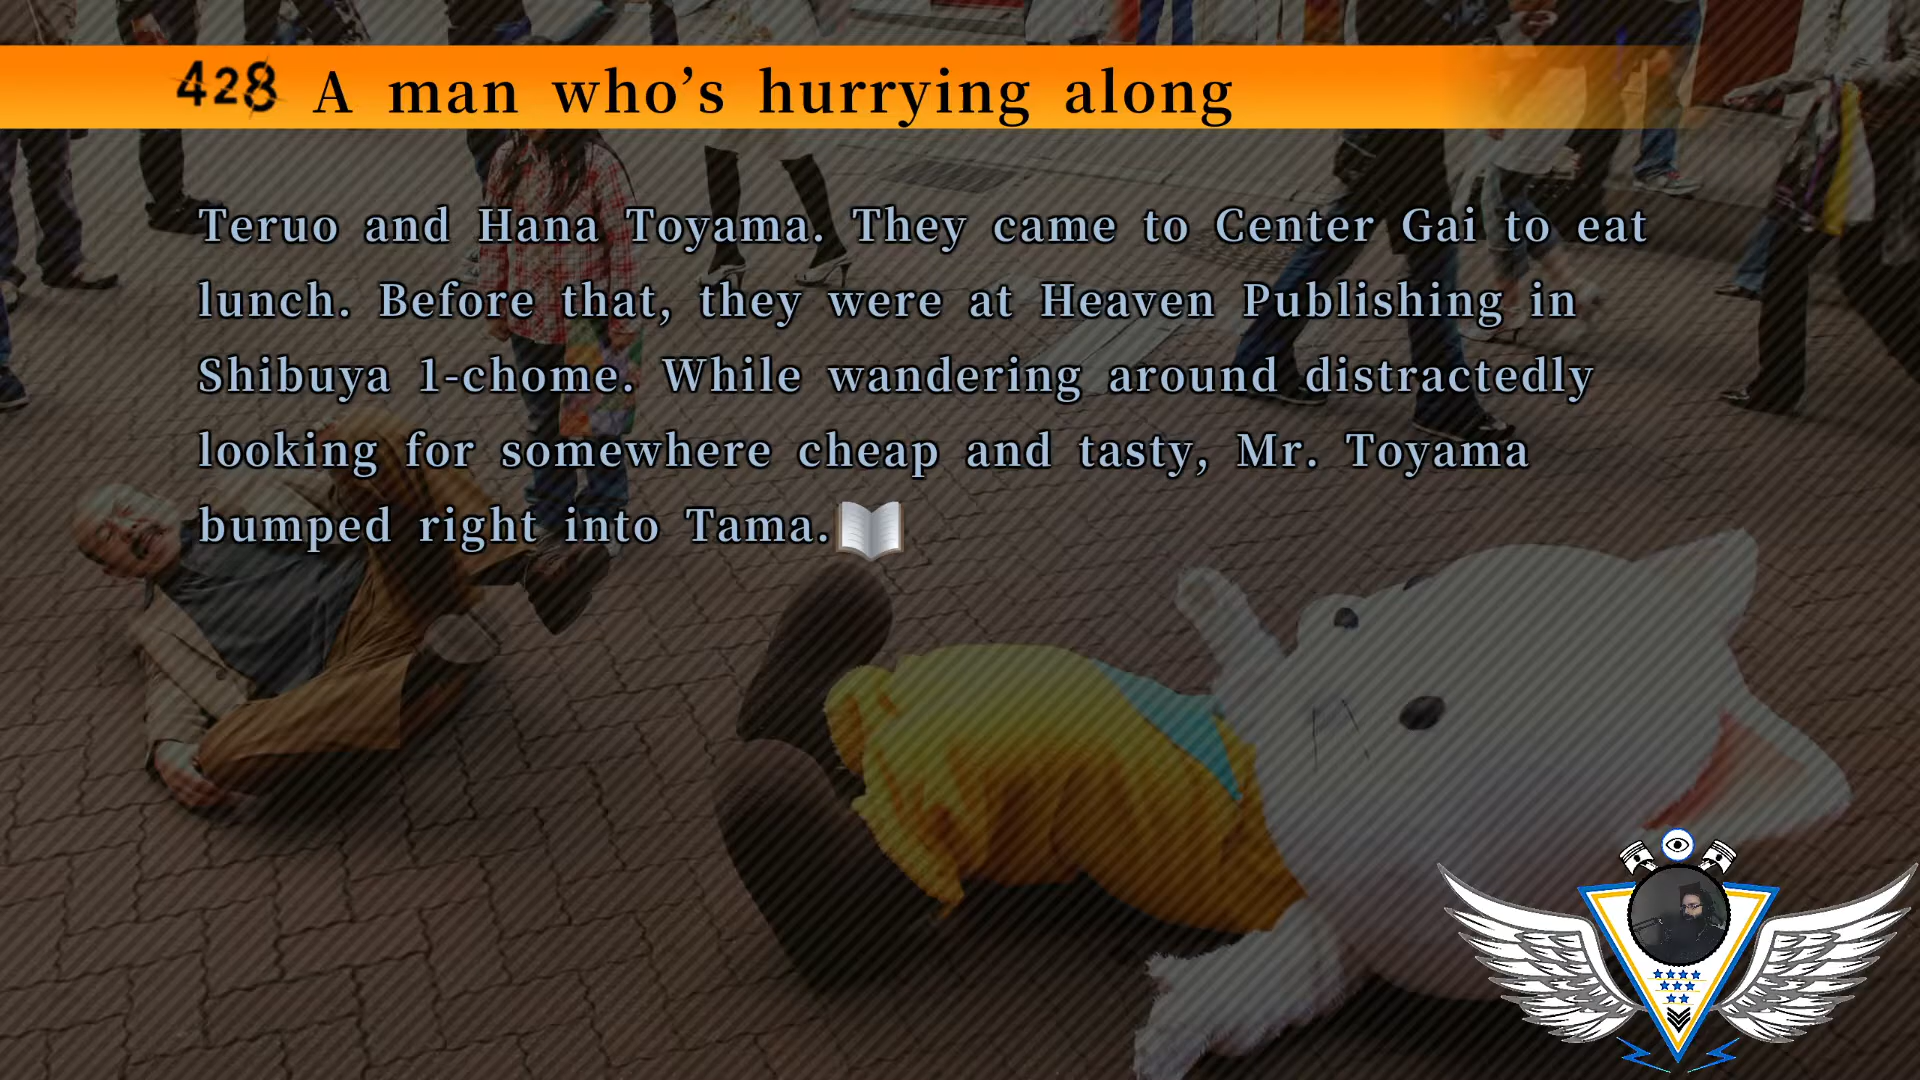 428 A man who’s hurrying along
Teruo and Hana Toyama. They came to Center Gai to eat
lunch. Before that, they were at Heaven Publishing in
Shibuya 1-chome. While wandering around distractedly
looking for somewhere cheap and tasty, Mr. Toyama
bumped right into Tama.